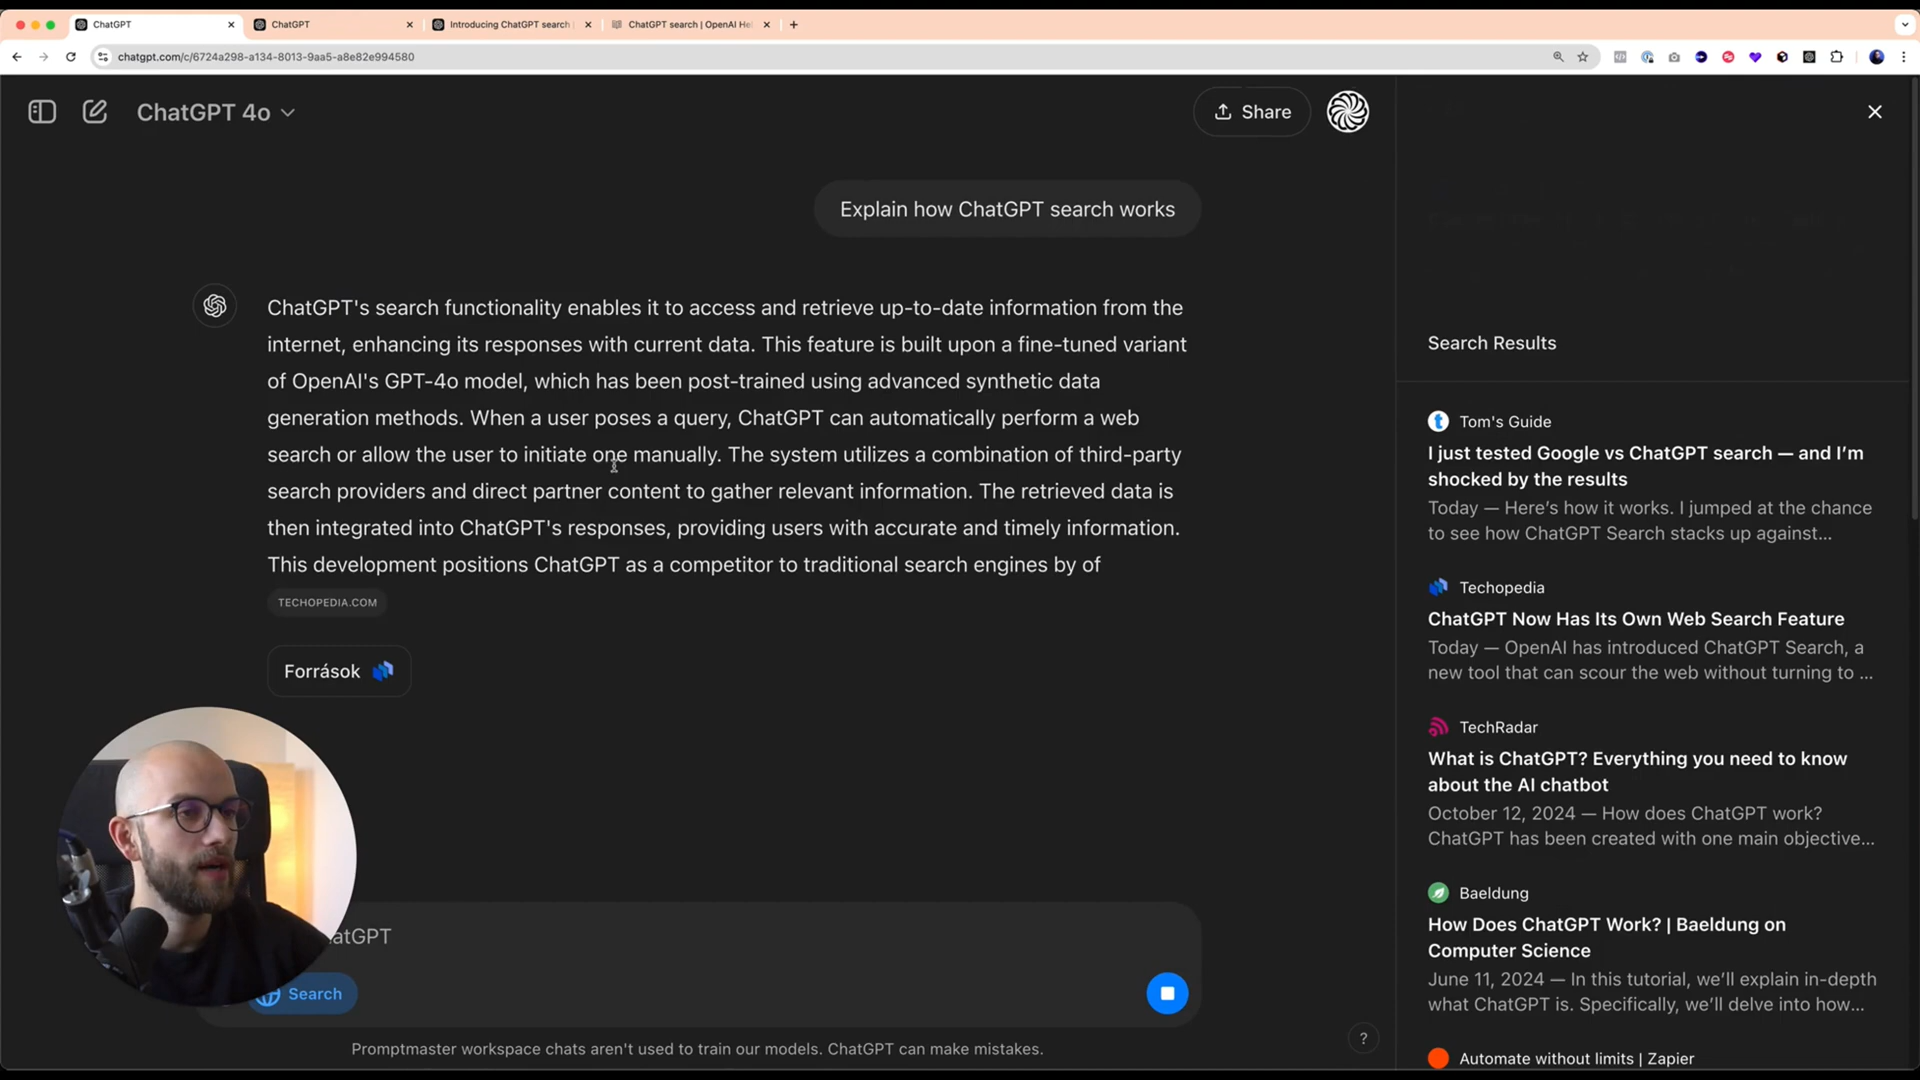 ChatGPT
ChatGPT
Introducing ChatGPT search
ChatGPT search | OpenAI He
chatgpt.com/c/6724a298-a134-8013-9aa5-a8e82e994580
ChatGPT 4o
Share
Explain how ChatGPT search works
ChatGPT's search functionality enables it to access and retrieve up-to-date information from the
internet, enhancing its responses with current data. This feature is built upon a fine-tuned variant
of OpenAI's GPT-4o model, which has been post-trained using advanced synthetic data
generation methods. When a user poses a query, ChatGPT can automatically perform a web
search or allow the user to initiate one manually. The system utilizes a combination of third-party
search providers and direct partner content to gather relevant information. The retrieved data is
then integrated into ChatGPT's responses, providing users with accurate and timely information.
This development positions ChatGPT as a competitor to traditional search engines by of
TECHOPEDIA.COM
Források
atGPT
Search
Promptmaster workspace chats aren't used to train our models. ChatGPT can make mistakes.
?
Search Results
Tom's Guide
I just tested Google vs ChatGPT search — and I'm
shocked by the results
Today — Here's how it works. I jumped at the chance
to see how ChatGPT Search stacks up against...
Techopedia
ChatGPT Now Has Its Own Web Search Feature
Today — OpenAI has introduced ChatGPT Search, a
new tool that can scour the web without turning to ...
TechRadar
What is ChatGPT? Everything you need to know
about the AI chatbot
October 12, 2024 — How does ChatGPT work?
ChatGPT has been created with one main objective...
Baeldung
How Does ChatGPT Work? | Baeldung on
Computer Science
June 11, 2024 — In this tutorial, we'll explain in-depth
what ChatGPT is. Specifically, we'll delve into how...
Automate without limits | Zapier